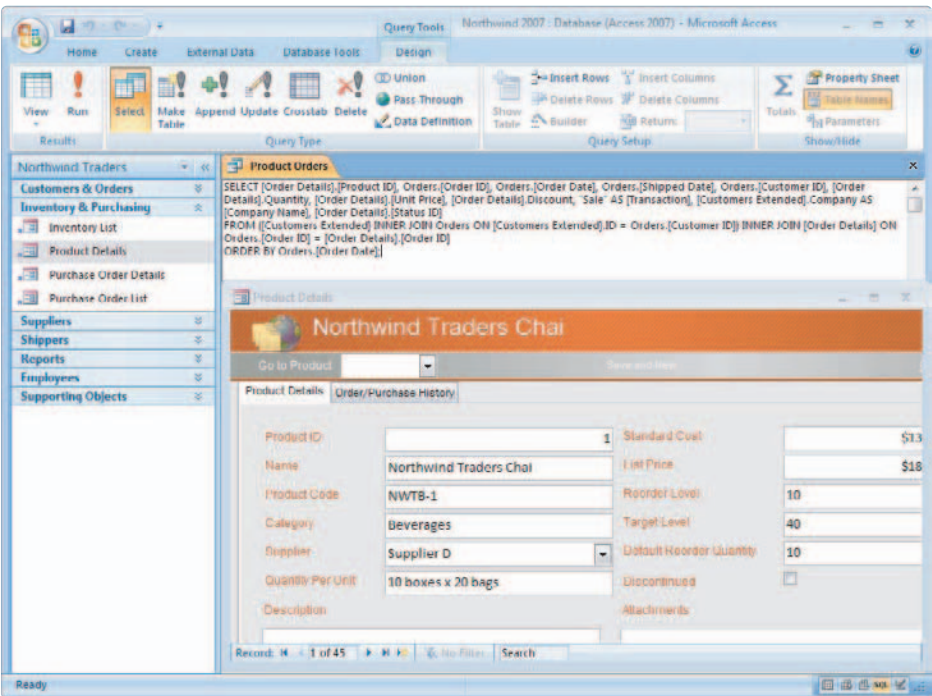 Query Tools
Northwind 2007 : Database (Access 2007) - Microsoft Access
Home Create External Data Database Tools Design
View
Run
Select
Make Table
Append Update Crosstab Delete
Union
Pass Through
Data Definition
Show Table
Insert Rows
Delete Rows
Builder
Insert Columns
Delete Columns
Return:
Totals
Property Sheet
Table Names
Parameters
Results
Query Type
Query Setup
Show/Hide
Northwind Traders
Customers & Orders
Inventory & Purchasing
Inventory List
Product Details
Purchase Order Details
Purchase Order List
Suppliers
Shippers
Reports
Employees
Supporting Objects
Product Orders
SELECT [Order Details].[Product ID], Orders.[Order ID], Orders.[Order Date], Orders.[Shipped Date], Orders.[Customer ID], [Order
Details].Quantity, [Order Details].[Unit Price], [Order Details].Discount, "Sale" AS [Transaction], [Customers Extended].Company AS
[Company Name], [Order Details].[Status ID]
FROM ([Customers Extended] INNER JOIN Orders ON [Customers Extended].ID = Orders.[Customer ID]) INNER JOIN [Order Details] ON
Orders.[Order ID] = [Order Details].[Order ID]
ORDER BY Orders.[Order Date];
Product Details
Northwind Traders Chai
Go to Product
Save and New
Product Details Order/Purchase History
Product ID 1
Name Northwind Traders Chai
Product Code NWTB-1
Category Beverages
Supplier Supplier D
Quantity Per Unit 10 boxes x 20 bags
Description
Standard Cost $13
List Price $18
Reorder Level 10
Target Level 40
Default Reorder Quantity 10
Discontinued
Attachments
Record: 1 of 45 No Filter Search
Ready
SQL